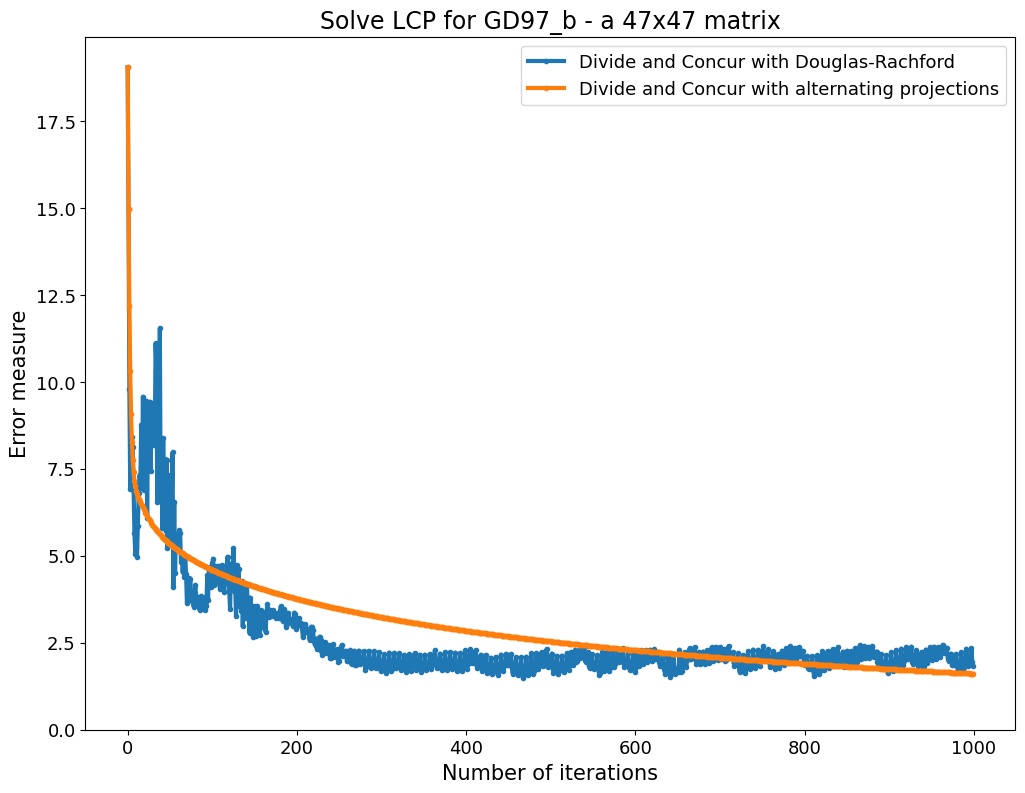 Solve LCP for GD97_b - a 47x47 matrix
Divide and Concur with Douglas-Rachford
Divide and Concur with alternating projections
Error measure
17.5
15.0
12.5
10.0
7.5
5.0
2.5
0.0
0 200 400 600 800 1000
Number of iterations